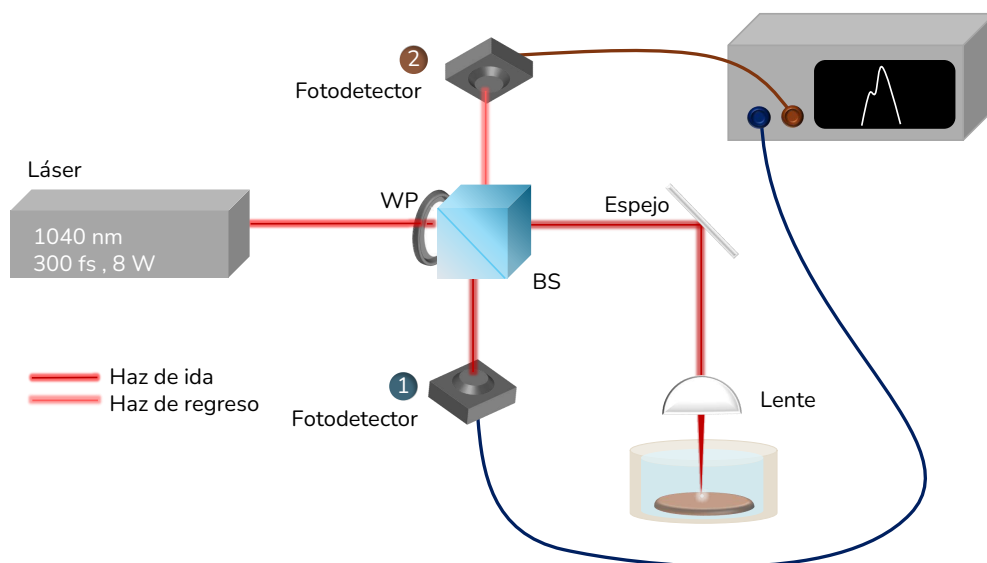 2
Fotodetector
Láser
WP
Espejo
1040 nm
300 fs , 8 W
BS
Haz de ida
Haz de regreso
1
Fotodetector
Lente